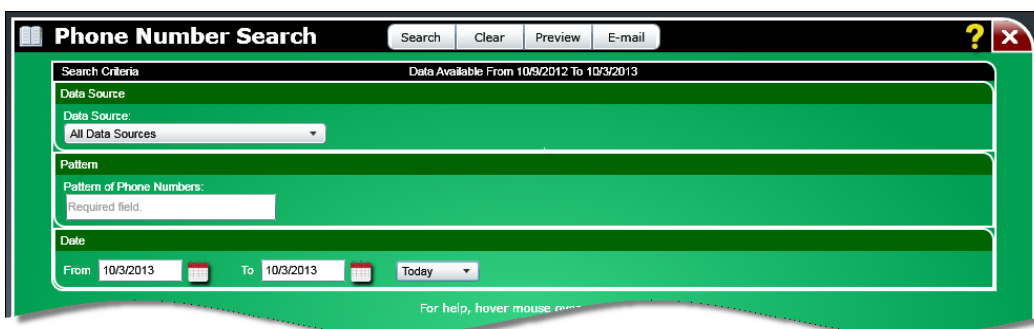 Phone Number Search Search Clear Preview E-mail ?
Search Criteria Data Available From 10/9/2012 To 10/3/2013
Data Source
Data Source:
All Data Sources
Pattern
Pattern of Phone Numbers:
Required field.
Date
From 10/3/2013 To 10/3/2013 Today
For help, hover mouse